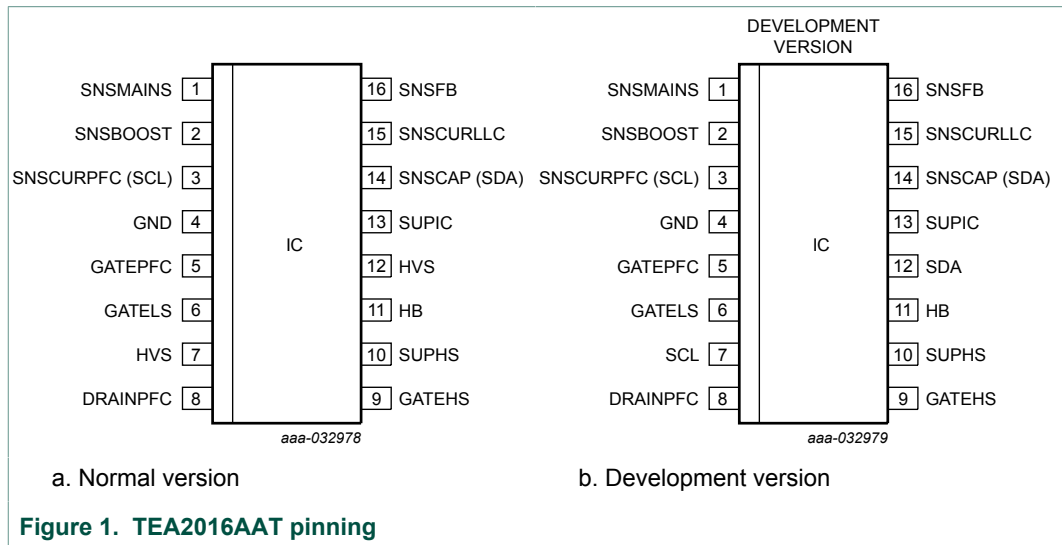 SNSMAINS 1
SNSBOOST 2
SNSCURPFC (SCL) 3
GND 4
GATEPFC 5
GATELS 6
HVS 7
DRAINPFC 8
IC
16 SNSFB
15 SNSCURLLC
14 SNSCAP (SDA)
13 SUPIC
12 HVS
11 HB
10 SUPHS
9 GATEHS
aaa-032978
a. Normal version
DEVELOPMENT
VERSION
SNSMAINS 1
SNSBOOST 2
SNSCURPFC (SCL) 3
GND 4
GATEPFC 5
GATELS 6
SCL 7
DRAINPFC 8
IC
16 SNSFB
15 SNSCURLLC
14 SNSCAP (SDA)
13 SUPIC
12 SDA
11 HB
10 SUPHS
9 GATEHS
aaa-032979
b. Development version
Figure 1. TEA2016AAT pinning